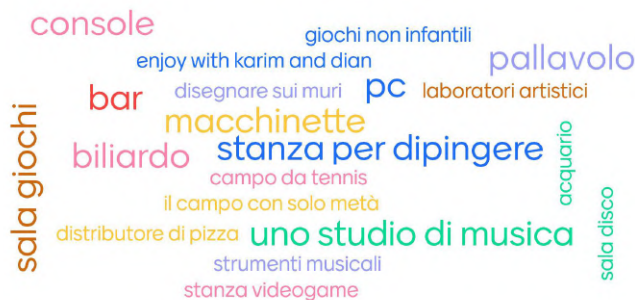 console
giochi non infantili
enjoy with karim and dian
pallavolo
bar
disegnare sui muri
pc
laboratori artistici
macchinette
sala giochi
biliardo
stanza per dipingere
acquario
campo da tennis
il campo con solo metà
sala disco
distributore di pizza
uno studio di musica
strumenti musicali
stanza videogame